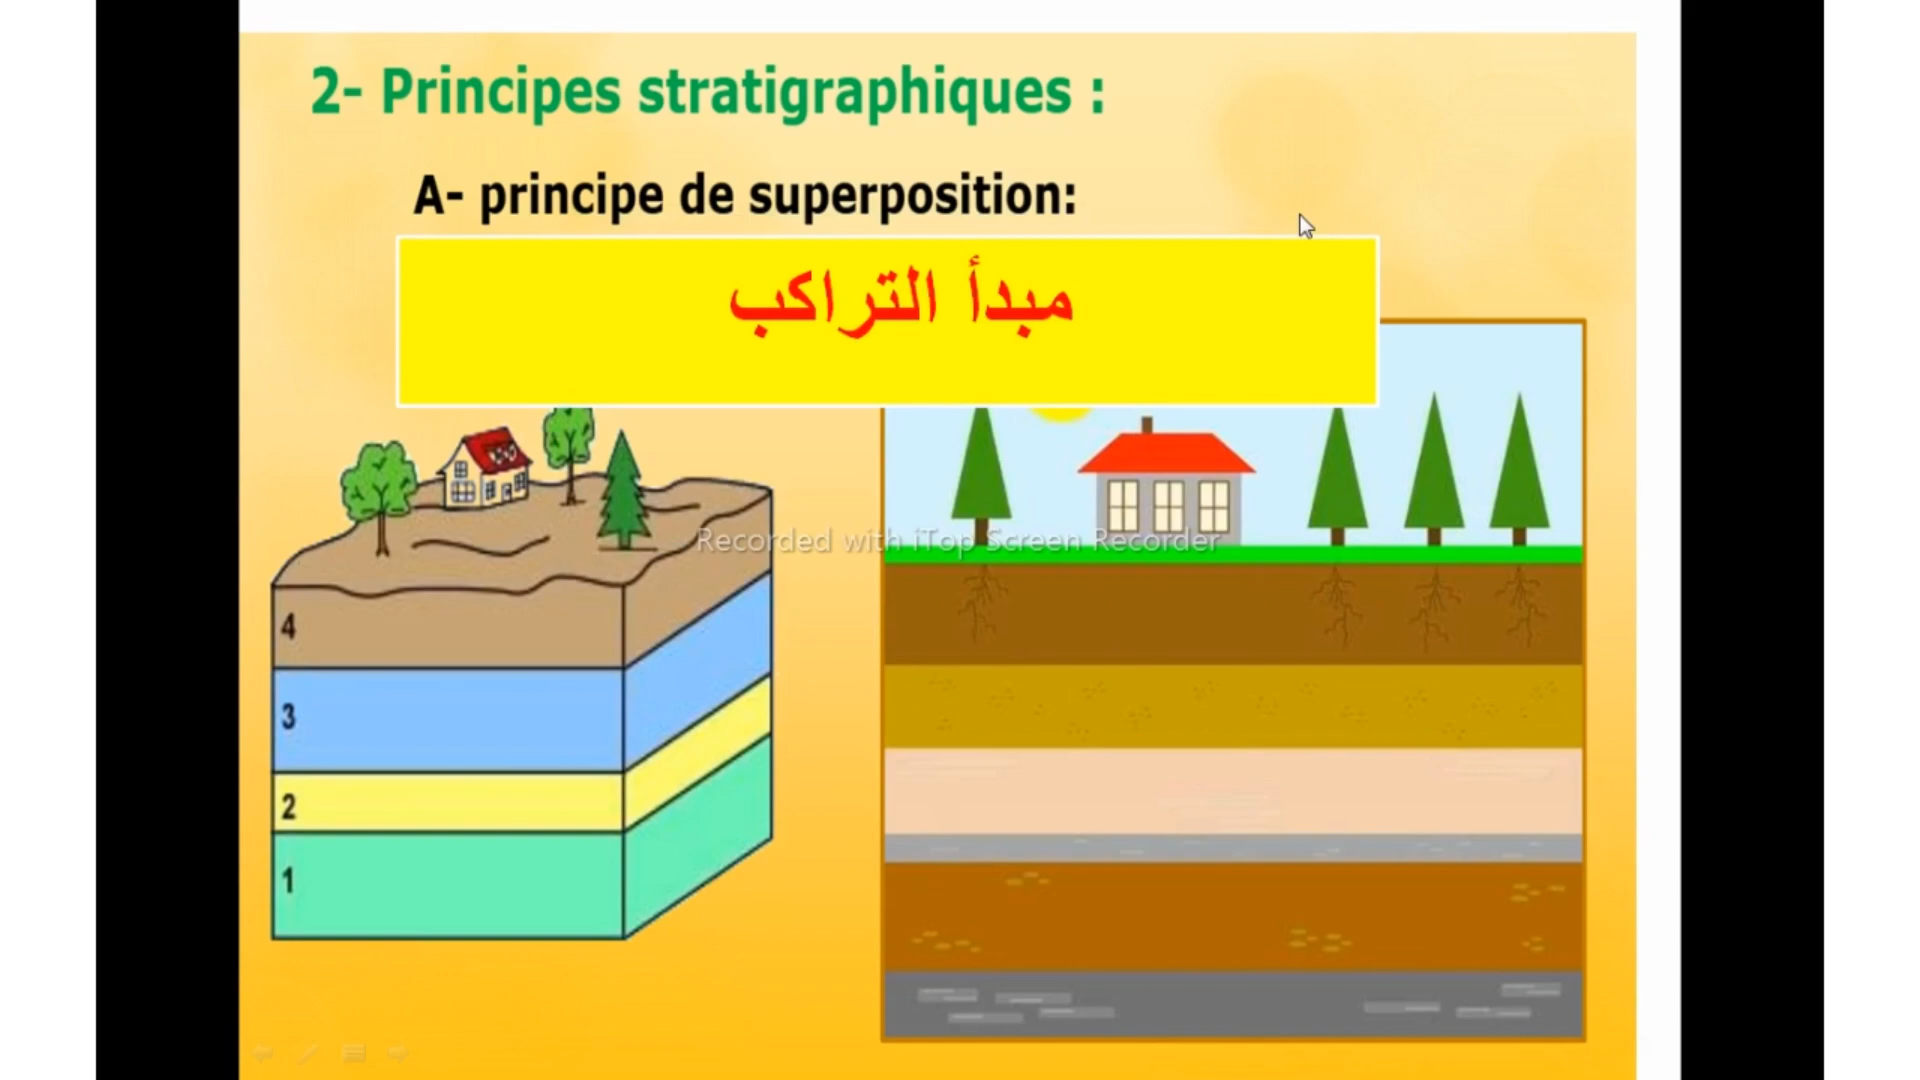 2- Principes stratigraphiques :
A- principe de superposition:
مبدأ التراكب
Recorded with iTop Screen Recorder
4
3
2
1